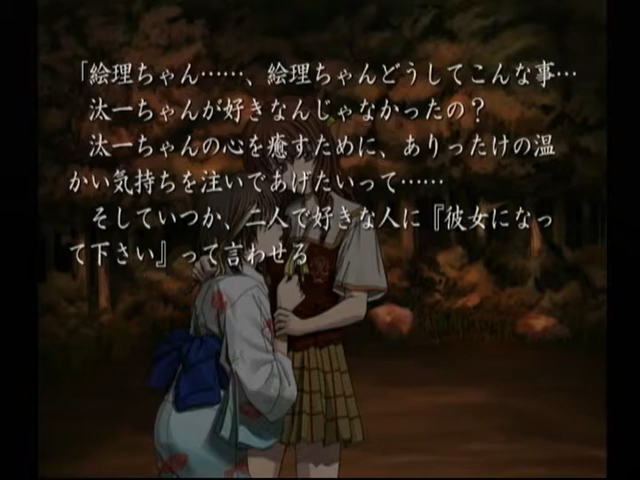 「絵理ちゃん……、絵理ちゃんどうしてこんな事…
汰一ちゃんが好きなんじゃなかったの？
汰一ちゃんの心を癒すために、ありったけの温
かい気持ちを注いであげたいって……
そしていつか、二人で好きな人に『彼女になっ
て下さい』って言わせる